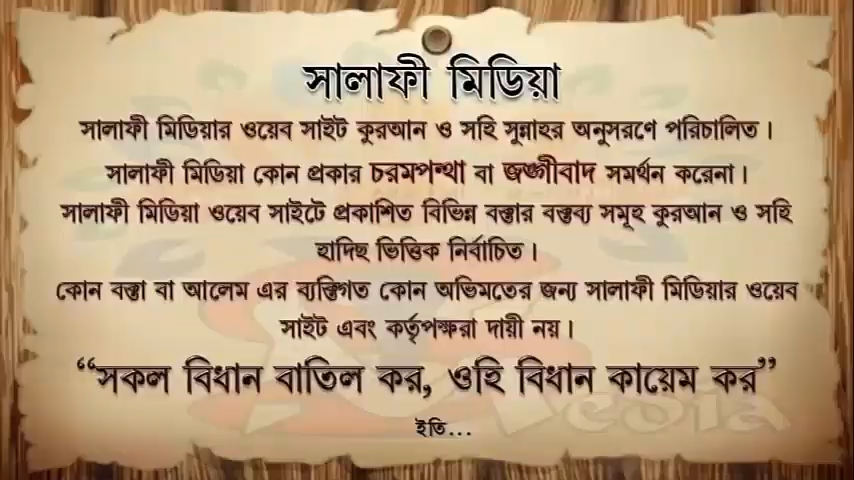 সালাফী মিডিয়া
সালাফী মিডিয়ার ওয়েব সাইট কুরআন ও সহি সুন্নাহর অনুসরণে পরিচালিত।
সালাফী মিডিয়া কোন প্রকার চরমপন্থা বা জঙ্গীবাদ সমর্থন করেনা।
সালাফী মিডিয়া ওয়েব সাইটে প্রকাশিত বিভিন্ন বক্তার বক্তব্য সমূহ কুরআন ও সহি
হাদিছ ভিত্তিক নির্বাচিত।
কোন বক্তা বা আলেম এর ব্যক্তিগত কোন অভিমতের জন্য সালাফী মিডিয়ার ওয়েব
সাইট এবং কর্তৃপক্ষরা দায়ী নয়।
“সকল বিধান বাতিল কর, ওহি বিধান কায়েম কর”
ইতি...